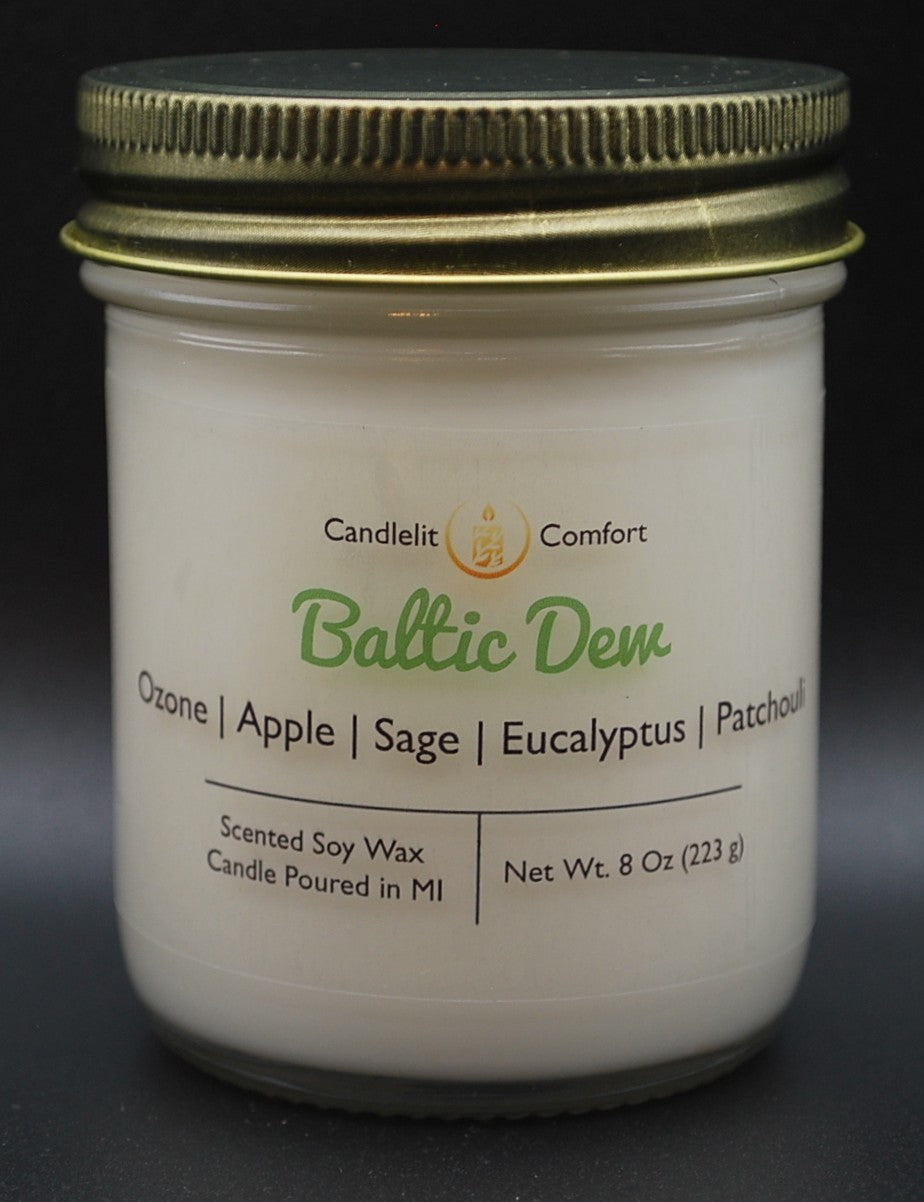 Candlelit Comfort
Baltic Dew
Ozone | Apple | Sage | Eucalyptus | Patchouli
Scented Soy Wax
Candle Poured in MI
Net Wt. 8 Oz (223 g)